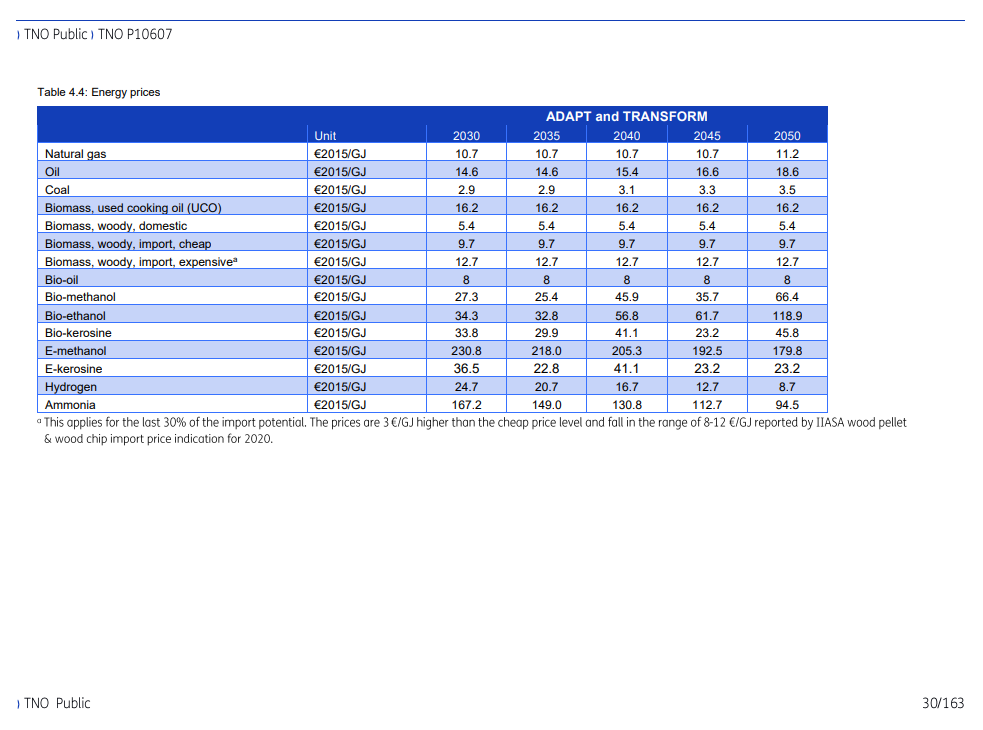 ⟩ TNO Public ⟩ TNO P10607
Table 4.4: Energy prices
ADAPT and TRANSFORM
Unit 2030 2035 2040 2045 2050
Natural gas €2015/GJ 10.7 10.7 10.7 10.7 11.2
Oil €2015/GJ 14.6 14.6 15.4 16.6 18.6
Coal €2015/GJ 2.9 2.9 3.1 3.3 3.5
Biomass, used cooking oil (UCO) €2015/GJ 16.2 16.2 16.2 16.2 16.2
Biomass, woody, domestic €2015/GJ 5.4 5.4 5.4 5.4 5.4
Biomass, woody, import, cheap €2015/GJ 9.7 9.7 9.7 9.7 9.7
Biomass, woody, import, expensiveᵃ €2015/GJ 12.7 12.7 12.7 12.7 12.7
Bio-oil €2015/GJ 8 8 8 8 8
Bio-methanol €2015/GJ 27.3 25.4 45.9 35.7 66.4
Bio-ethanol €2015/GJ 34.3 32.8 56.8 61.7 118.9
Bio-kerosine €2015/GJ 33.8 29.9 41.1 23.2 45.8
E-methanol €2015/GJ 230.8 218.0 205.3 192.5 179.8
E-kerosine €2015/GJ 36.5 22.8 41.1 23.2 23.2
Hydrogen €2015/GJ 24.7 20.7 16.7 12.7 8.7
Ammonia €2015/GJ 167.2 149.0 130.8 112.7 94.5
ᵃ This applies for the last 30% of the import potential. The prices are 3 €/GJ higher than the cheap price level and fall in the range of 8-12 €/GJ reported by IIASA wood pellet
& wood chip import price indication for 2020.
⟩ TNO Public 30/163